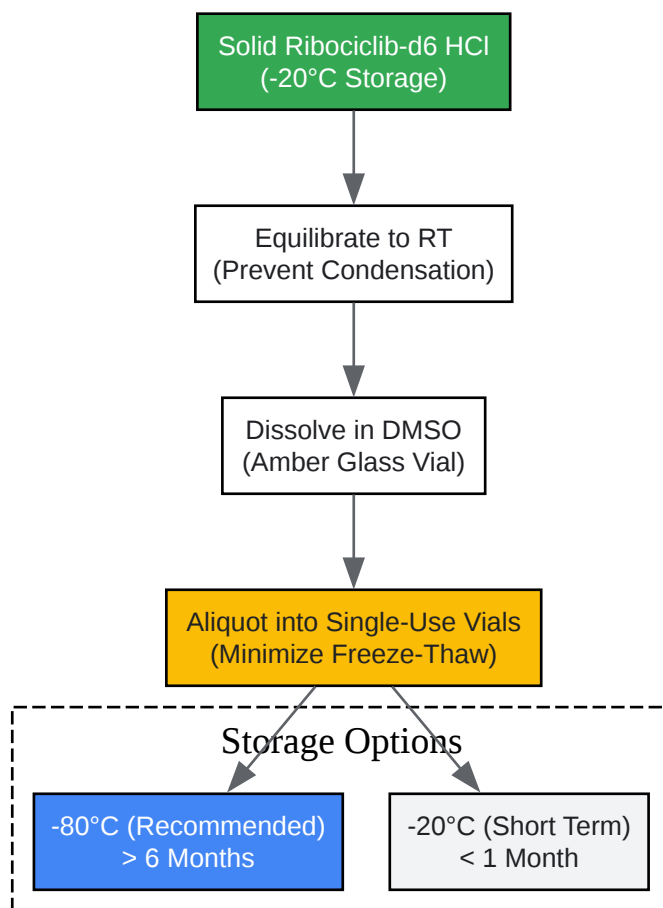 Solid Ribociclib-d6 HCl
(-20°C Storage)
Equilibrate to RT
(Prevent Condensation)
Dissolve in DMSO
(Amber Glass Vial)
Aliquot into Single-Use Vials
(Minimize Freeze-Thaw)
Storage Options
-80°C (Recommended)
> 6 Months
-20°C (Short Term)
< 1 Month